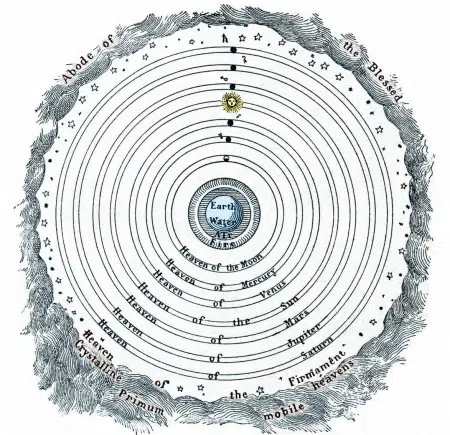 Abode of the Blessed
Earth
Water
Air
Fire
Heaven of the Moon
Heaven of Mercury
Heaven of Venus
Heaven of the Sun
Heaven of Mars
Heaven of Jupiter
Heaven of Saturn
Heaven of the Firmament
Crystalline heavens
Primum mobile